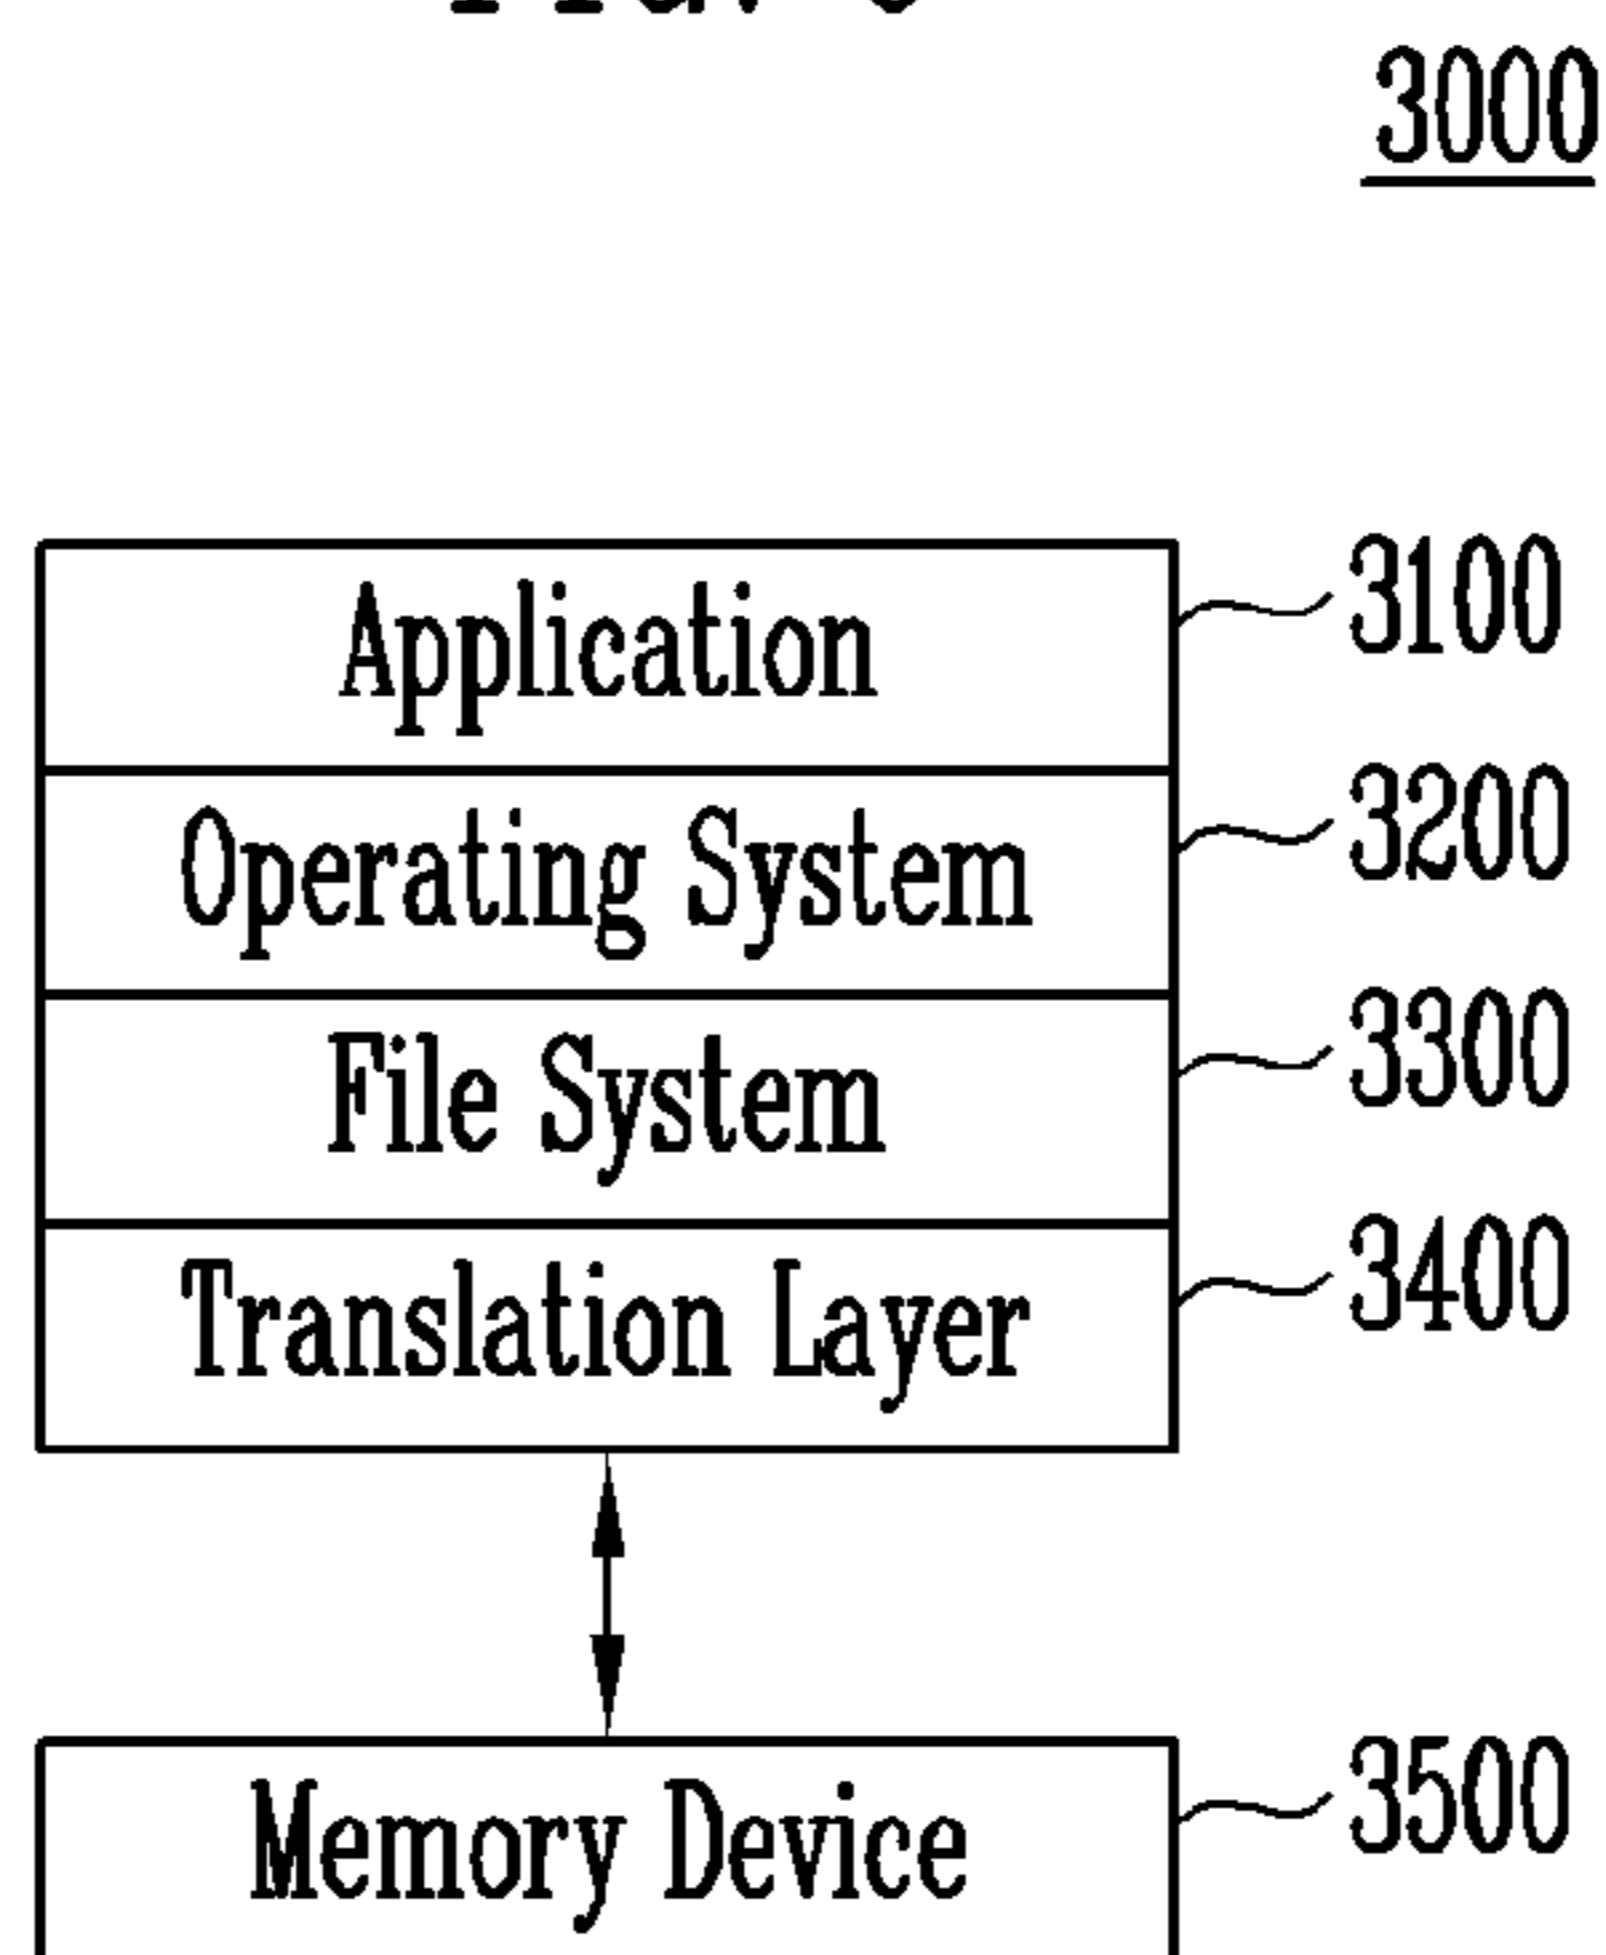 3000
Application 3100
Operating System 3200
File System 3300
Translation Layer 3400
Memory Device 3500